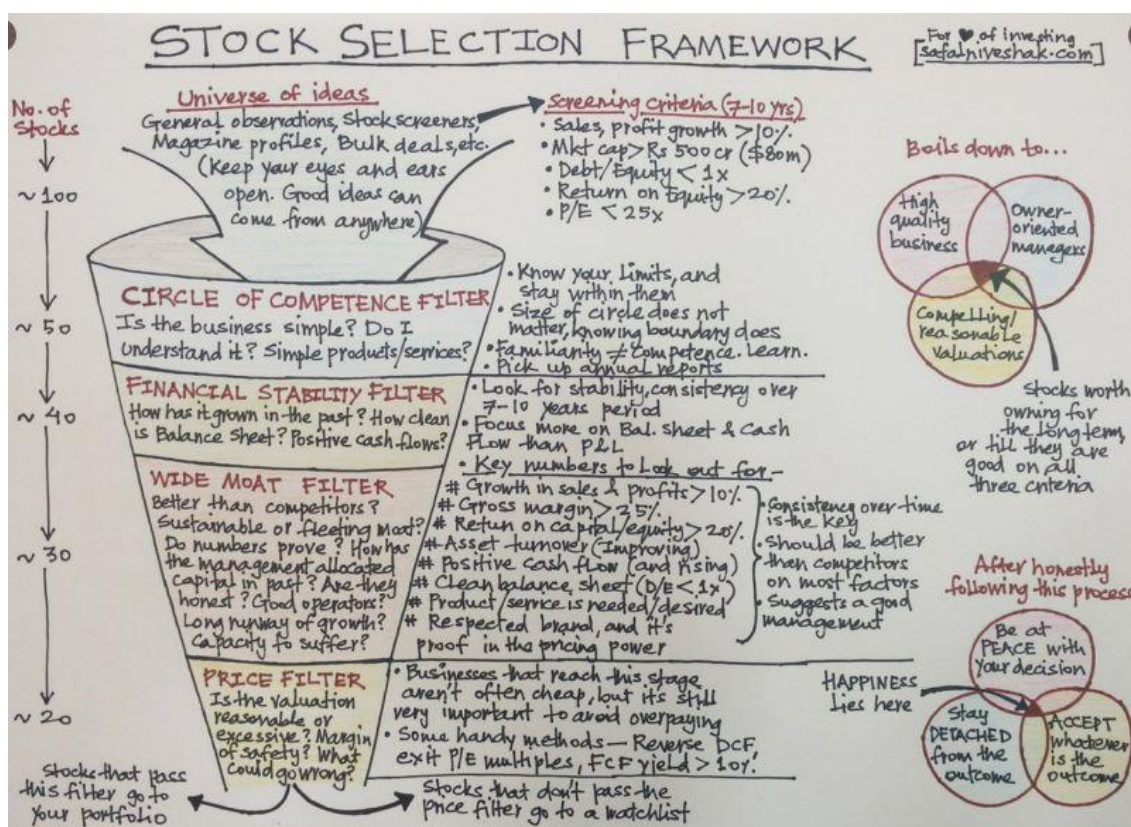 STOCK SELECTION FRAMEWORK
For ♥ of investing
[safalniveshak.com]
No. of
Stocks
~ 100
~ 50
~ 40
~ 30
~ 20
Universe of ideas
General observations, Stock screeners,
Magazine profiles, Bulk deals, etc.
(Keep your eyes and ears
open. Good ideas can
come from anywhere)
Screening criteria (7-10 yrs)
• Sales, profit growth >10%
• Mkt cap > Rs 500 cr ($80m)
• Debt/Equity < 1x
• Return on Equity > 20%
• P/E < 25x
CIRCLE OF COMPETENCE FILTER
Is the business simple? Do I
understand it? Simple products/services?
• Know your limits, and
stay within them
• Size of circle does not
matter, knowing boundary does
• Familiarity ≠ Competence. Learn.
• Pick up annual reports
FINANCIAL STABILITY FILTER
How has it grown in the past? How clean
is Balance Sheet? Positive cash flows?
• Look for stability, consistency over
7-10 years period
• Focus more on Bal. sheet & Cash
Flow than P&L
WIDE MOAT FILTER
Better than competitors?
Sustainable or fleeting moat?
Do numbers prove? How has
the management allocated
capital in past? Are they
honest? Good operators?
Long runway of growth?
Capacity to suffer?
• Key numbers to look out for-
# Growth in sales & profits > 10%
# Gross margin > 25%
# Retun on capital/equity > 20%
# Asset turnover (Improving)
# Positive cash flow (and rising)
# Clean balance sheet (D/E < 1x)
# Product/service is needed/desired
# Respected brand, and it's
proof in the pricing power
• Consistency over time
is the key
• Should be better
than competitors
on most factors
• Suggests a good
management
PRICE FILTER
Is the valuation
reasonable or
excessive? Margin
of safety? What
could go wrong?
• Businesses that reach this stage
aren't often cheap, but it's still
very important to avoid overpaying
• Some handy methods — Reverse DCF,
exit P/E multiples, FCF yield > 10%
Stocks that pass
this filter go to
your portfolio
Stocks that don't pass the
price filter go to a watchlist
Boils down to...
High
quality
business
Owner-
oriented
managers
Compelling/
reasonable
valuations
Stocks worth
owning for
the long term,
or till they are
good on all
three criteria
After honestly
following this process
Be at
PEACE with
your decision
HAPPINESS
lies here
Stay
DETACHED
from the
outcome
ACCEPT
whatever
is the
outcome